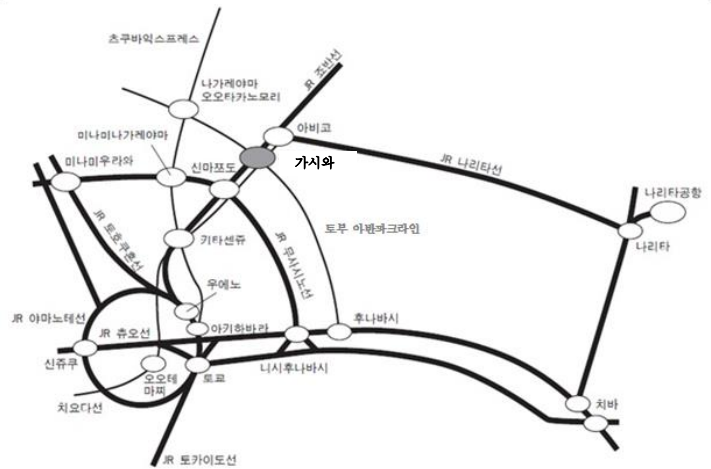 츠쿠바익스프레스
JR 죠반선
나가레야마
오오타카노모리
아비코
미나미나가레야마
가시와
JR 나리타선
미나미우라와
신마쯔도
나리타공항
JR 토호쿠혼선
키타센쥬
JR 무사시노선
토부 아반파크라인
나리타
우에노
JR 야마노테선
JR 츄오선
아키하바라
후나바시
신쥬쿠
오오테
마찌
토쿄
니시후나바시
치요다선
치바
JR 토카이도선